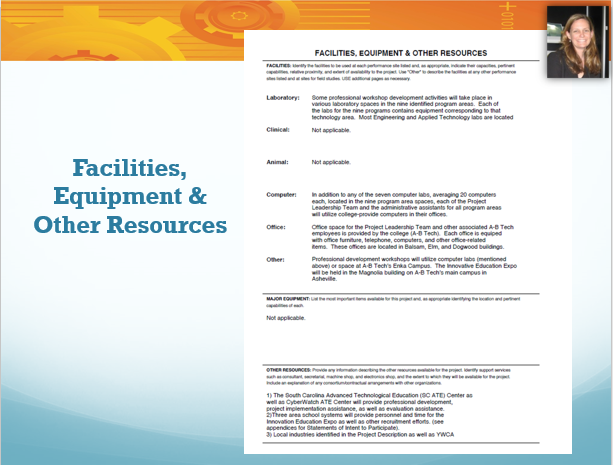 Facilities,
Equipment &
Other Resources
FACILITIES, EQUIPMENT & OTHER RESOURCES
FACILITIES: Identify the facilities to be used at each performance site listed and, as appropriate, indicate their capacities, pertinent
capabilities, relative proximity, and extent of availability to the project. Use "Other" to describe the facilities at any other performance
sites listed and at sites for field studies. USE additional pages as necessary.
Laboratory: Some professional workshop development activities will take place in
various laboratory spaces in the nine identified program areas. Each of
the labs for the nine programs contains equipment corresponding to that
technology area. Most Engineering and Applied Technology labs are located
Clinical: Not applicable.
Animal: Not applicable.
Computer: In addition to any of the seven computer labs, averaging 20 computers
each, located in the nine program area spaces, each of the Project
Leadership Team and the administrative assistants for all program areas
will utilize college-provide computers in their offices.
Office: Office space for the Project Leadership Team and other associated A-B Tech
employees is provided by the college (A-B Tech). Each office is equiped
with office furniture, telephone, computers, and other office-related
items. These offices are located in Balsam, Elm, and Dogwood buildings.
Other: Professional development workshops will utilize computer labs (mentioned
above) or space at A-B Tech's Enka Campus. The Innovative Education Expo
will be held in the Magnolia building on A-B Tech's main campus in
Asheville.
MAJOR EQUIPMENT: List the most important items available for this project and, as appropriate identifying the location and pertinent
capabilities of each.
Not applicable.
OTHER RESOURCES: Provide any information describing the other resources available for the project. Identify support services
such as consultant, secretarial, machine shop, and electronics shop, and the extent to which they will be available for the project.
Include an explanation of any consortium/contractual arrangements with other organizations.
1) The South Carolina Advanced Technological Education (SC ATE) Center as
well as CyberWatch ATE Center will provide professional development,
project implementation assistance, as well as evaluation assistance.
2)Three area school systems will provide personnel and time for the
Innovation Education Expo as well as other recruitment efforts. (see
appendices for Statements of Intent to Participate).
3) Local industries identified in the Project Description as well as YWCA